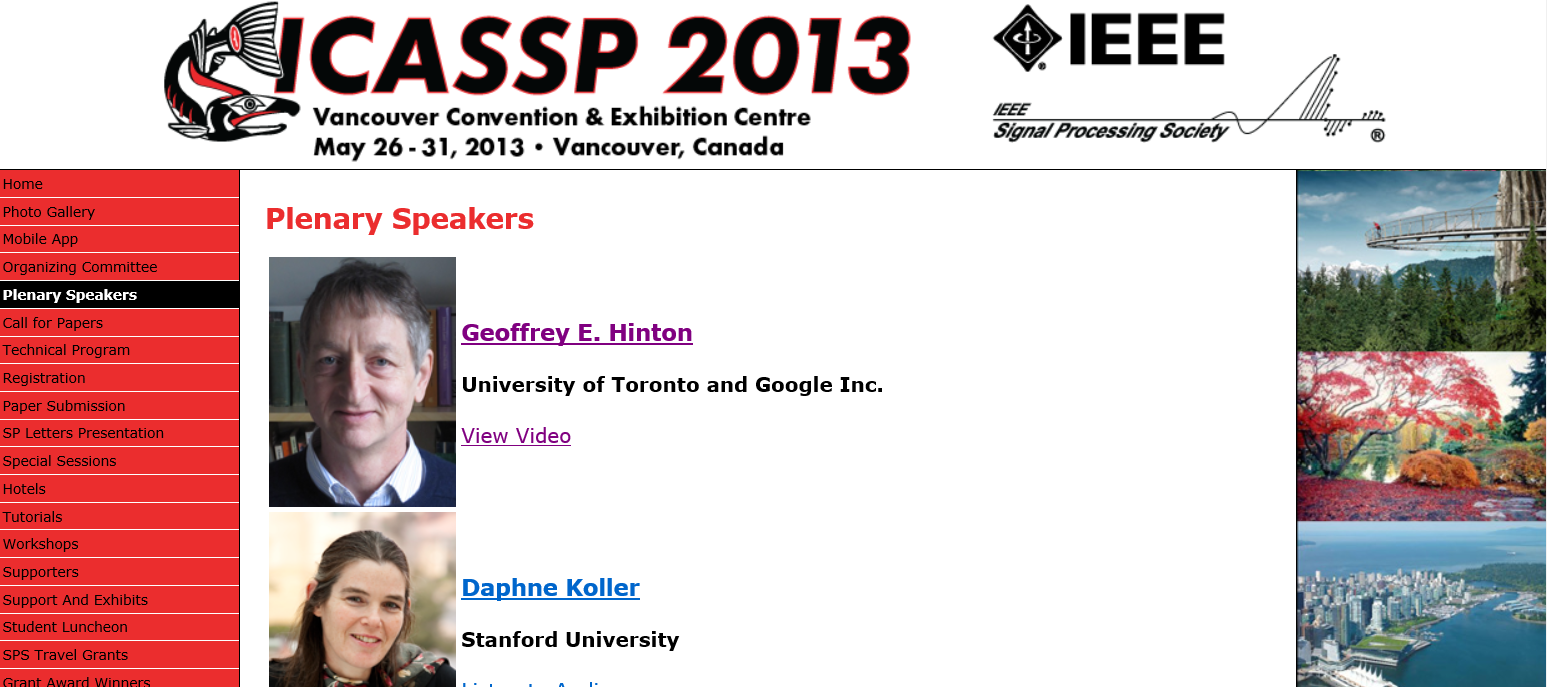 ICASSP 2013
Vancouver Convention & Exhibition Centre
May 26 - 31, 2013 • Vancouver, Canada
IEEE
®
IEEE
Signal Processing Society
®
Home
Photo Gallery
Mobile App
Organizing Committee
Plenary Speakers
Call for Papers
Technical Program
Registration
Paper Submission
SP Letters Presentation
Special Sessions
Hotels
Tutorials
Workshops
Supporters
Support And Exhibits
Student Luncheon
SPS Travel Grants
Grant Award Winners
Plenary Speakers
Geoffrey E. Hinton
University of Toronto and Google Inc.
View Video
Daphne Koller
Stanford University